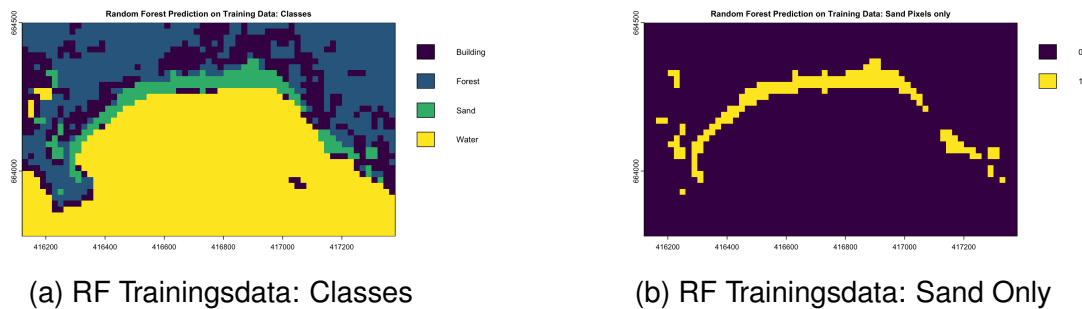 Random Forest Prediction on Training Data: Classes
664500
664000
416200 416400 416600 416800 417000 417200
Building
Forest
Sand
Water
(a) RF Trainingsdata: Classes
Random Forest Prediction on Training Data: Sand Pixels only
664500
664000
416200 416400 416600 416800 417000 417200
0
1
(b) RF Trainingsdata: Sand Only